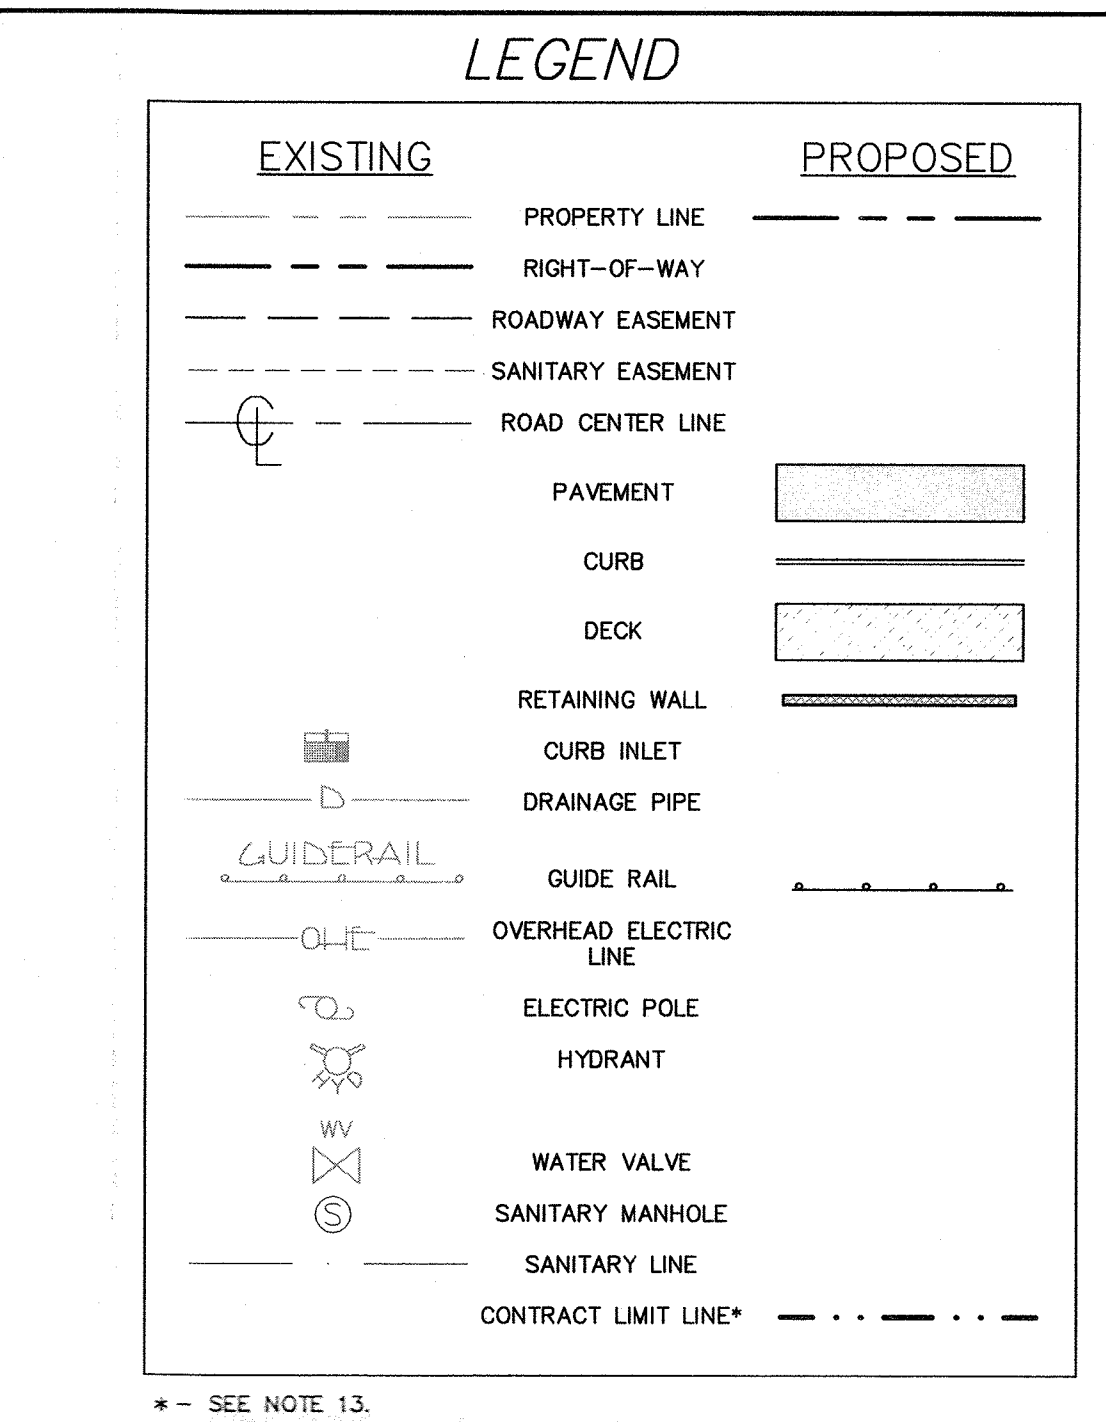 LEGEND
EXISTING PROPOSED
PROPERTY LINE
RIGHT-OF-WAY
ROADWAY EASEMENT
SANITARY EASEMENT
CL ROAD CENTER LINE
PAVEMENT
CURB
DECK
RETAINING WALL
CURB INLET
D DRAINAGE PIPE
GUIDERAIL
GUIDE RAIL
OHE OVERHEAD ELECTRIC
LINE
ELECTRIC POLE
HYDRANT
HYD
WV
WATER VALVE
S SANITARY MANHOLE
SANITARY LINE
CONTRACT LIMIT LINE*
* - SEE NOTE 13.